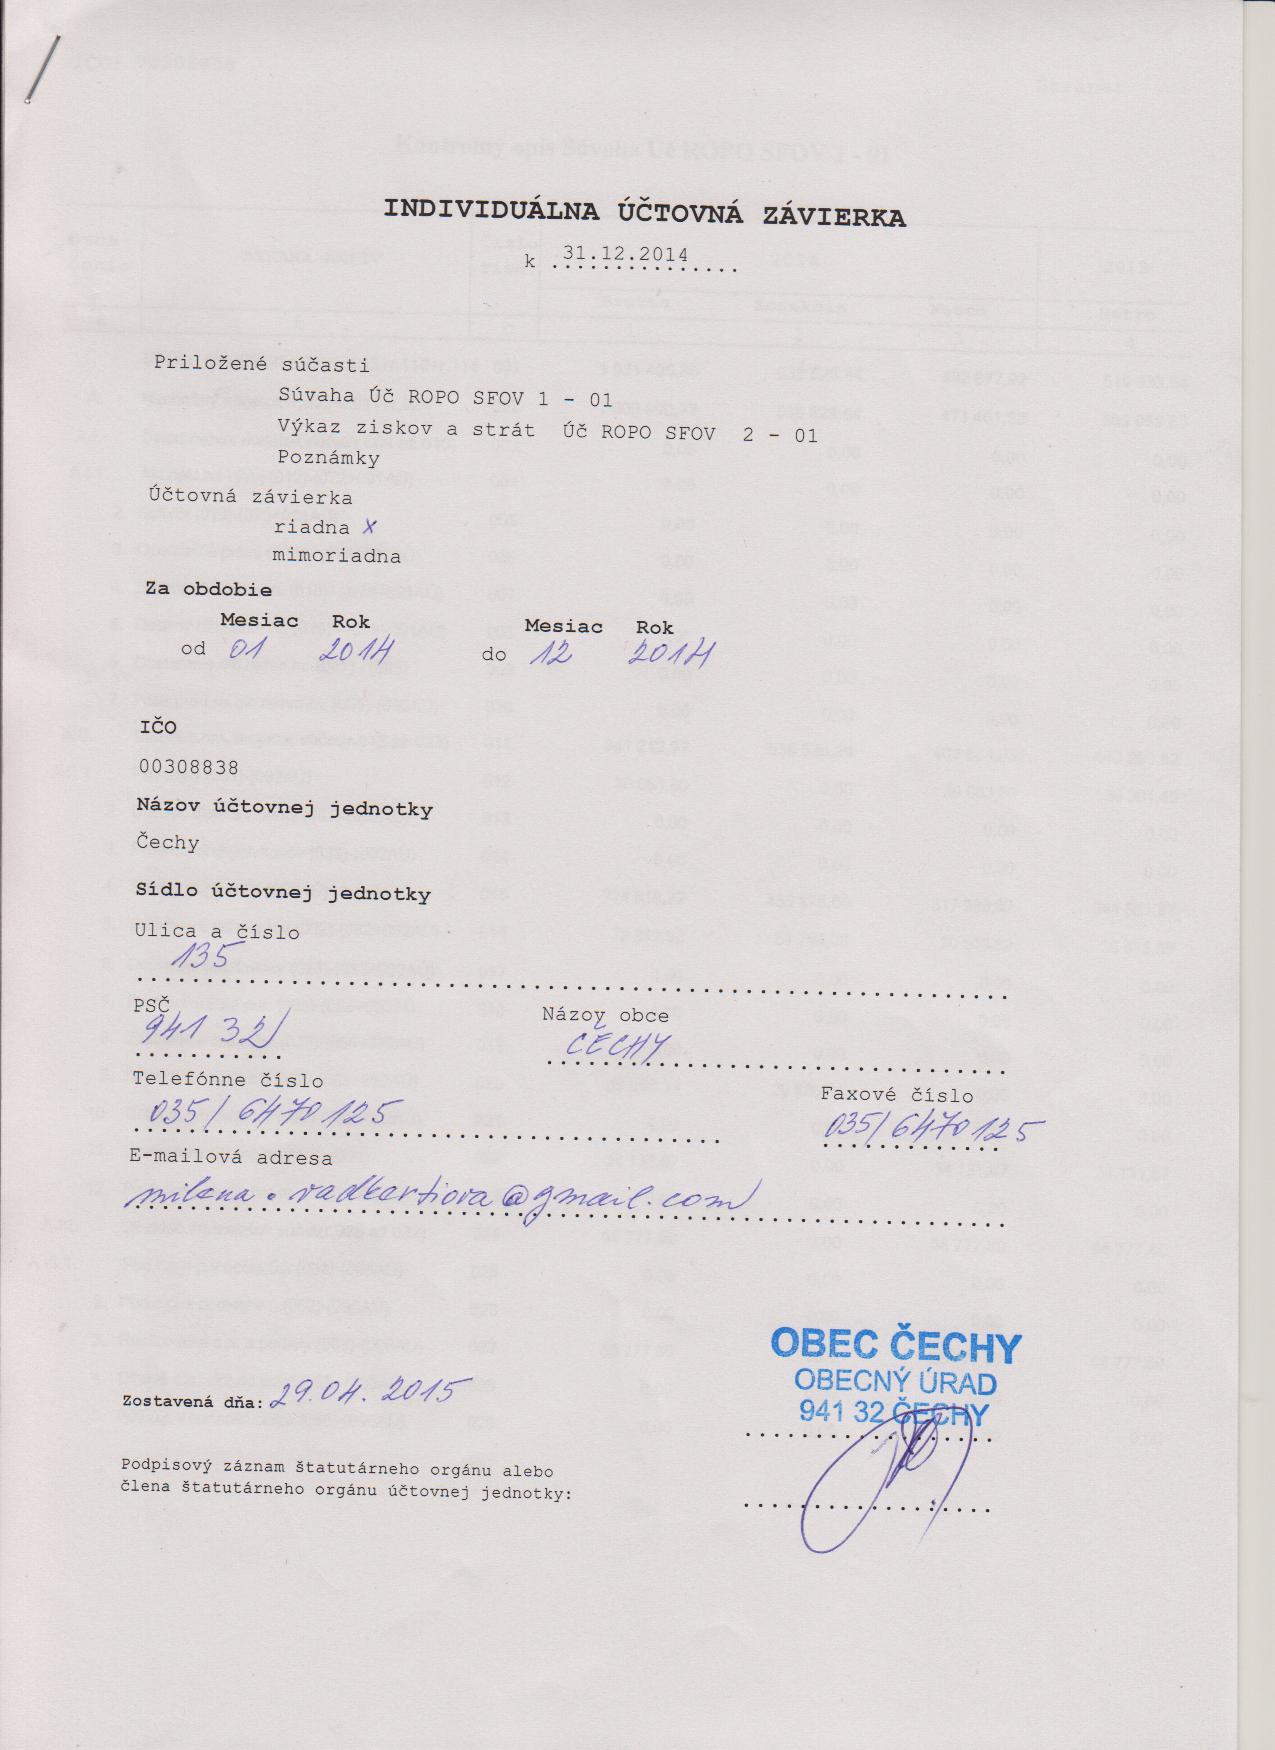 INDIVIDUÁLNA ÚČTOVNÁ ZÁVIERKA
k 31.12.2014
Priložené súčasti
Súvaha Úč ROPO SFOV 1 - 01
Výkaz ziskov a strát Úč ROPO SFOV 2 - 01
Poznámky
Účtovná závierka
riadna X
mimoriadna
Za obdobie
Mesiac Rok Mesiac Rok
od 01 2014 do 12 2014
IČO
00308838
Názov účtovnej jednotky
Čechy
Sídlo účtovnej jednotky
Ulica a číslo
135
PSČ Názov obce
941 32 ČECHY
Telefónne číslo Faxové číslo
035/6470125 035/6470125
E-mailová adresa
milena.radkertiova@gmail.com
OBEC ČECHY
OBECNÝ ÚRAD
941 32 ČECHY
Zostavená dňa: 29.04.2015
Podpisový záznam štatutárneho orgánu alebo
člena štatutárneho orgánu účtovnej jednotky: